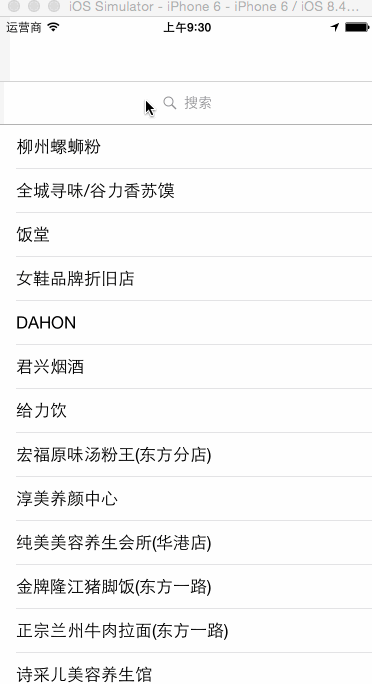 iOS Simulator - iPhone 6 - iPhone 6 / iOS 8.4...
运营商 上午9:30
搜索
柳州螺蛳粉
全城寻味/谷力香苏馍
饭堂
女鞋品牌折旧店
DAHON
君兴烟酒
给力饮
宏福原味汤粉王(东方分店)
淳美养颜中心
纯美美容养生会所(华港店)
金牌隆江猪脚饭(东方一路)
正宗兰州牛肉拉面(东方一路)
诗采儿美容养生馆